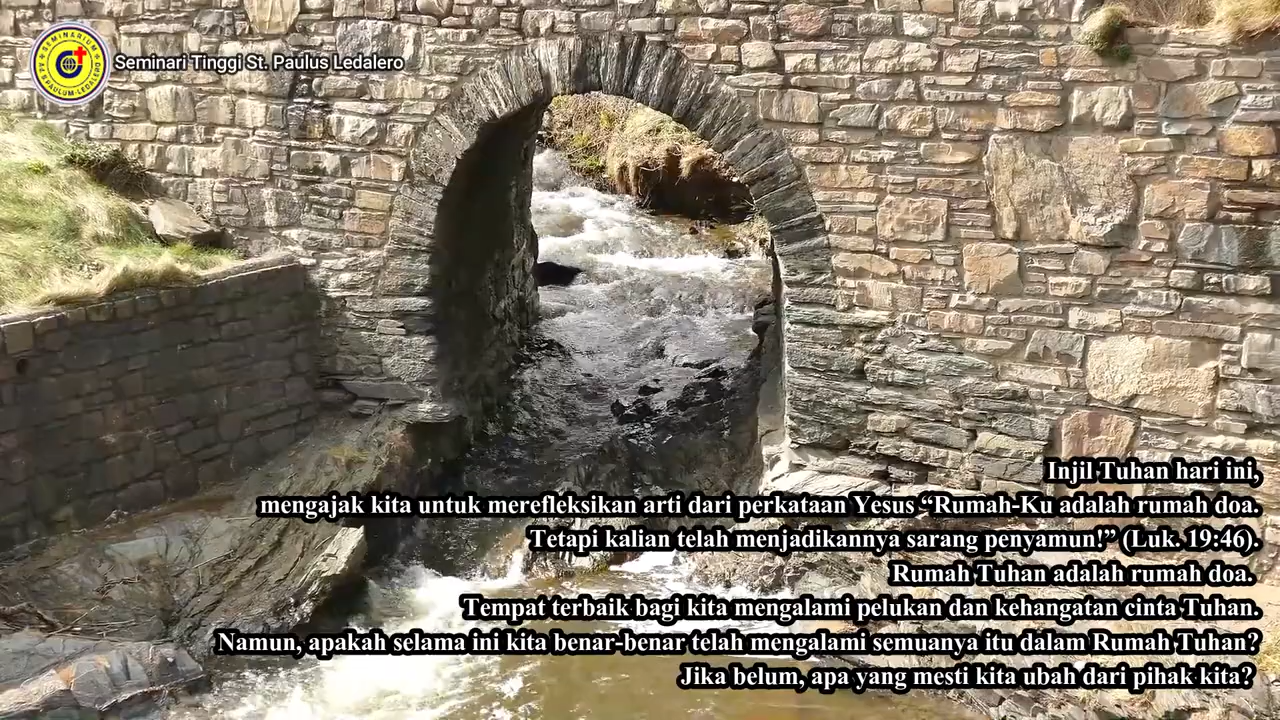 SEMINARIUM
S. PAULUM-LEDALERO
Seminari Tinggi St. Paulus Ledalero
Injil Tuhan hari ini,
mengajak kita untuk merefleksikan arti dari perkataan Yesus “Rumah-Ku adalah rumah doa.
Tetapi kalian telah menjadikannya sarang penyamun!” (Luk. 19:46).
Rumah Tuhan adalah rumah doa.
Tempat terbaik bagi kita mengalami pelukan dan kehangatan cinta Tuhan.
Namun, apakah selama ini kita benar-benar telah mengalami semuanya itu dalam Rumah Tuhan?
Jika belum, apa yang mesti kita ubah dari pihak kita?